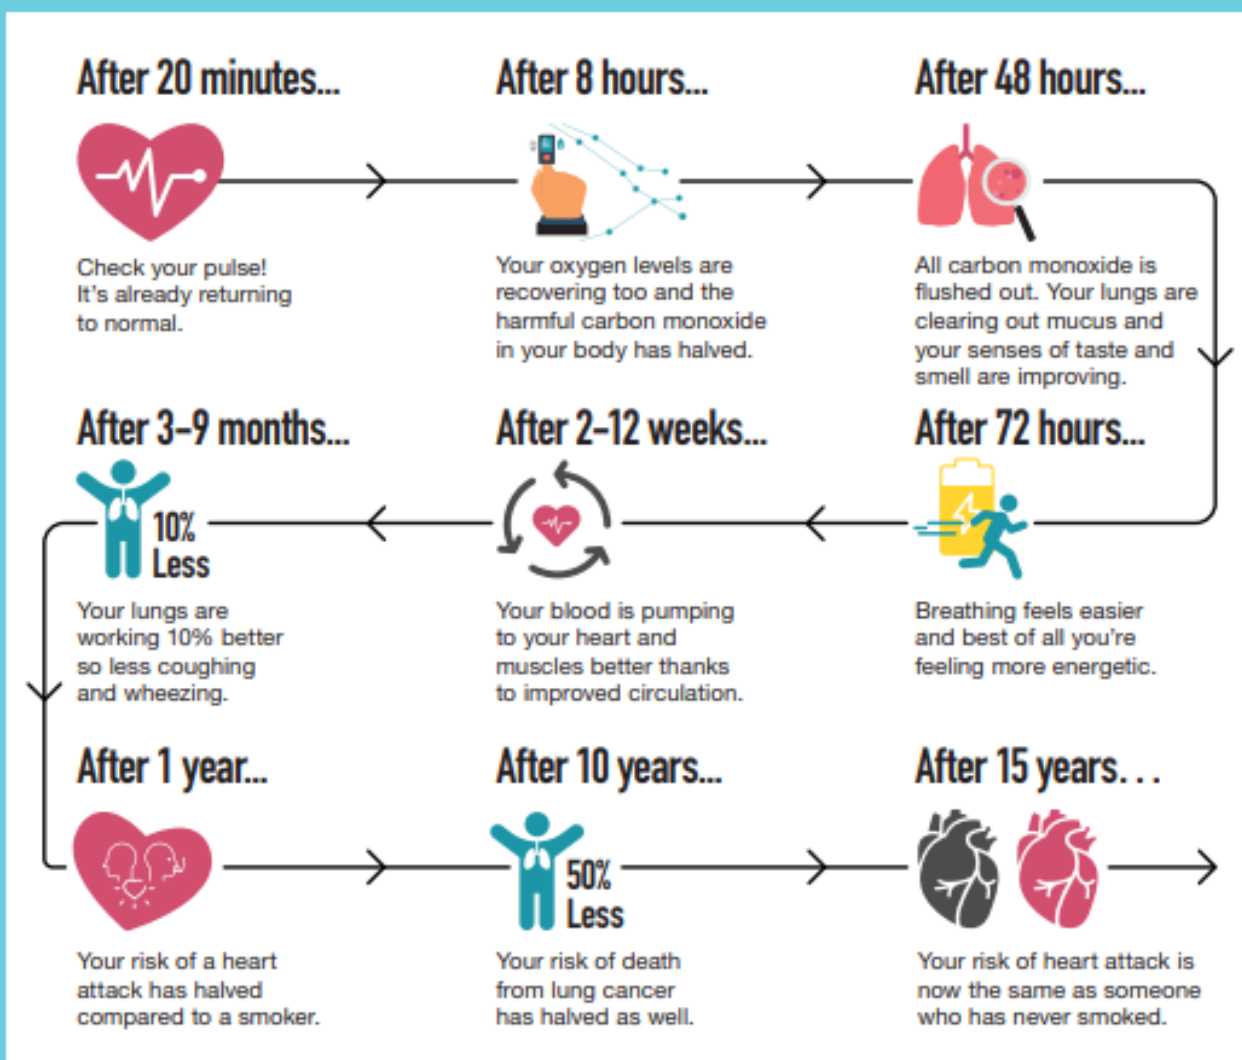 After 20 minutes...
Check your pulse!
It's already returning
to normal.
After 8 hours...
Your oxygen levels are
recovering too and the
harmful carbon monoxide
in your body has halved.
After 48 hours...
All carbon monoxide is
flushed out. Your lungs are
clearing out mucus and
your senses of taste and
smell are improving.
After 72 hours...
Breathing feels easier
and best of all you're
feeling more energetic.
After 2–12 weeks...
Your blood is pumping
to your heart and
muscles better thanks
to improved circulation.
After 3–9 months...
10%
Less
Your lungs are
working 10% better
so less coughing
and wheezing.
After 1 year...
Your risk of a heart
attack has halved
compared to a smoker.
After 10 years...
50%
Less
Your risk of death
from lung cancer
has halved as well.
After 15 years...
Your risk of heart attack is
now the same as someone
who has never smoked.